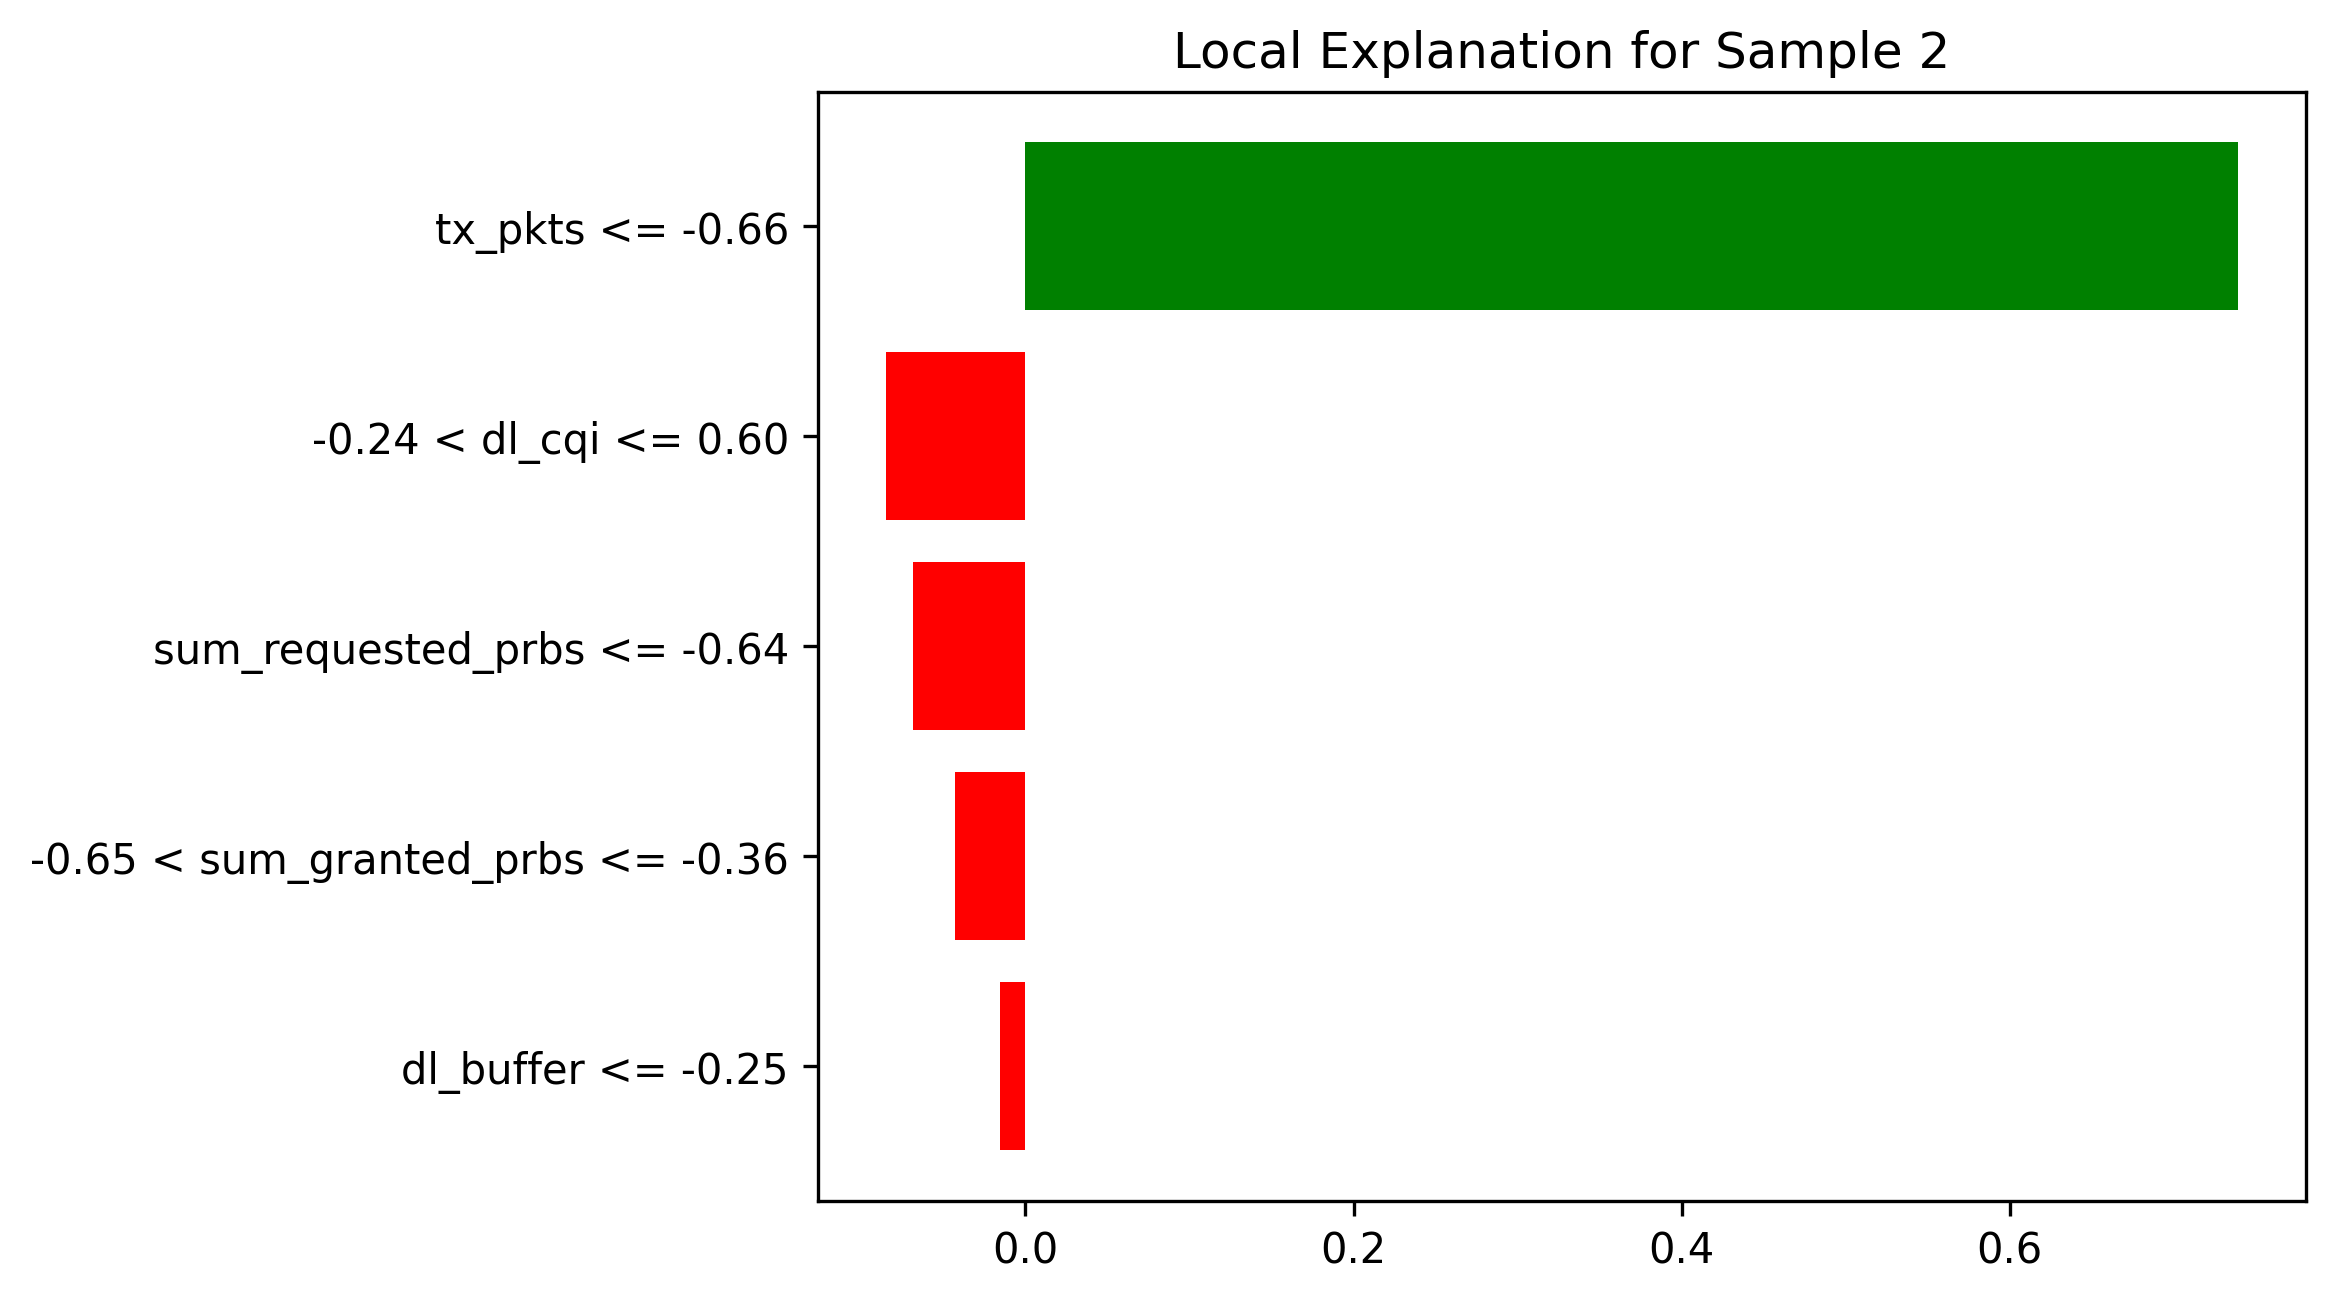 Local Explanation for Sample 2
tx_pkts <= -0.66
-0.24 < dl_cqi <= 0.60
sum_requested_prbs <= -0.64
-0.65 < sum_granted_prbs <= -0.36
dl_buffer <= -0.25
0.0 0.2 0.4 0.6